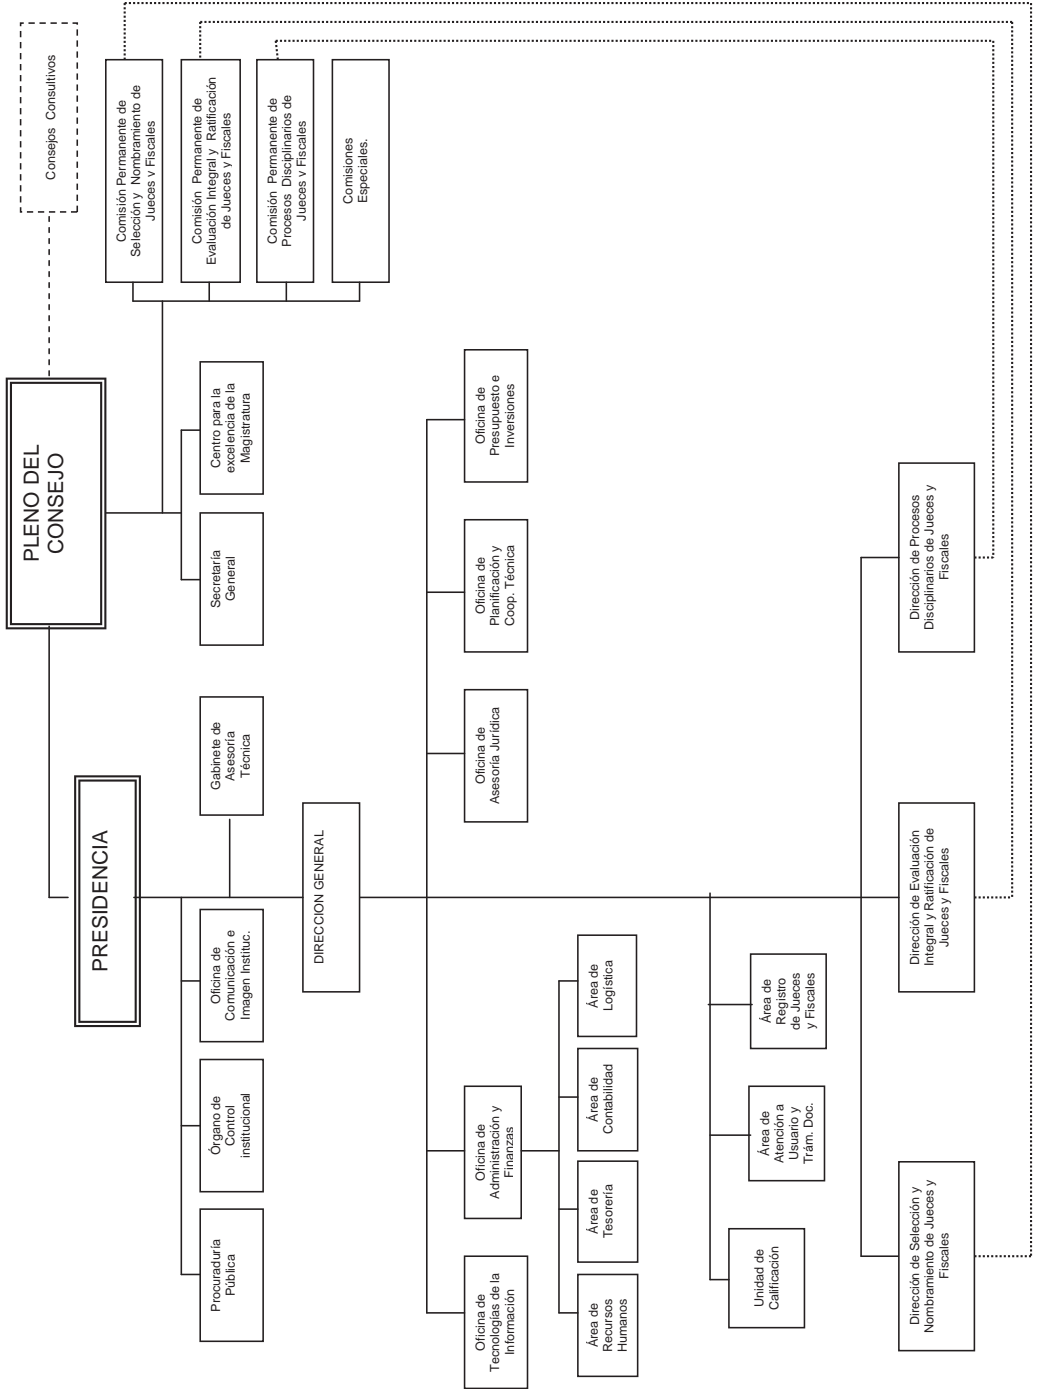 Consejos Consultivos
PLENO DEL
CONSEJO
PRESIDENCIA
Comisión Permanente de
Selección y Nombramiento de
Jueces y Fiscales
Comisión Permanente de
Evaluación Integral y Ratificación
de Jueces y Fiscales
Comisión Permanente de
Procesos Disciplinarios de
Jueces y Fiscales
Comisiones
Especiales.
Procuraduría
Pública
Órgano de
Control
institucional
Oficina de
Comunicación e
Imagen Instituc.
Gabinete de
Asesoría
Técnica
Secretaría
General
Centro para la
excelencia de la
Magistratura
DIRECCION GENERAL
Oficina de
Tecnologías de la
Información
Oficina de
Administración y
Finanzas
Oficina de
Asesoría Jurídica
Oficina de
Planificación y
Coop. Técnica
Oficina de
Presupuesto e
Inversiones
Área de
Recursos
Humanos
Área de
Tesorería
Área de
Contabilidad
Área de
Logística
Unidad de
Calificación
Área de
Atención a
Usuario y
Trám. Doc.
Área de
Registro
de Jueces
y Fiscales
Dirección de Selección y
Nombramiento de Jueces y
Fiscales
Dirección de Evaluación
Integral y Ratificación de
Jueces y Fiscales
Dirección de Procesos
Disciplinarios de Jueces y
Fiscales